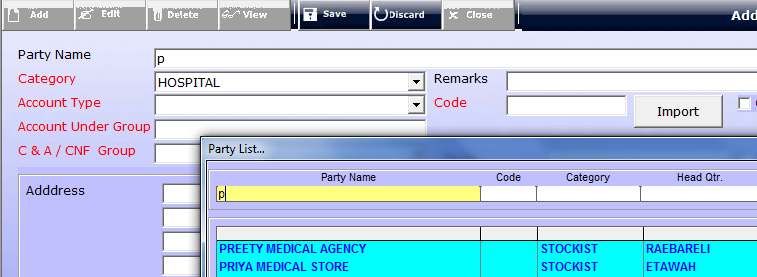 Add Edit Delete View Save Discard Close Add
Party Name p
Category HOSPITAL Remarks
Account Type Code Import
Account Under Group
C & A / CNF Group
Party List...
Party Name Code Category Head Qtr.
Adddress p
PREETY MEDICAL AGENCY STOCKIST RAEBARELI
PRIYA MEDICAL STORE STOCKIST ETAWAH